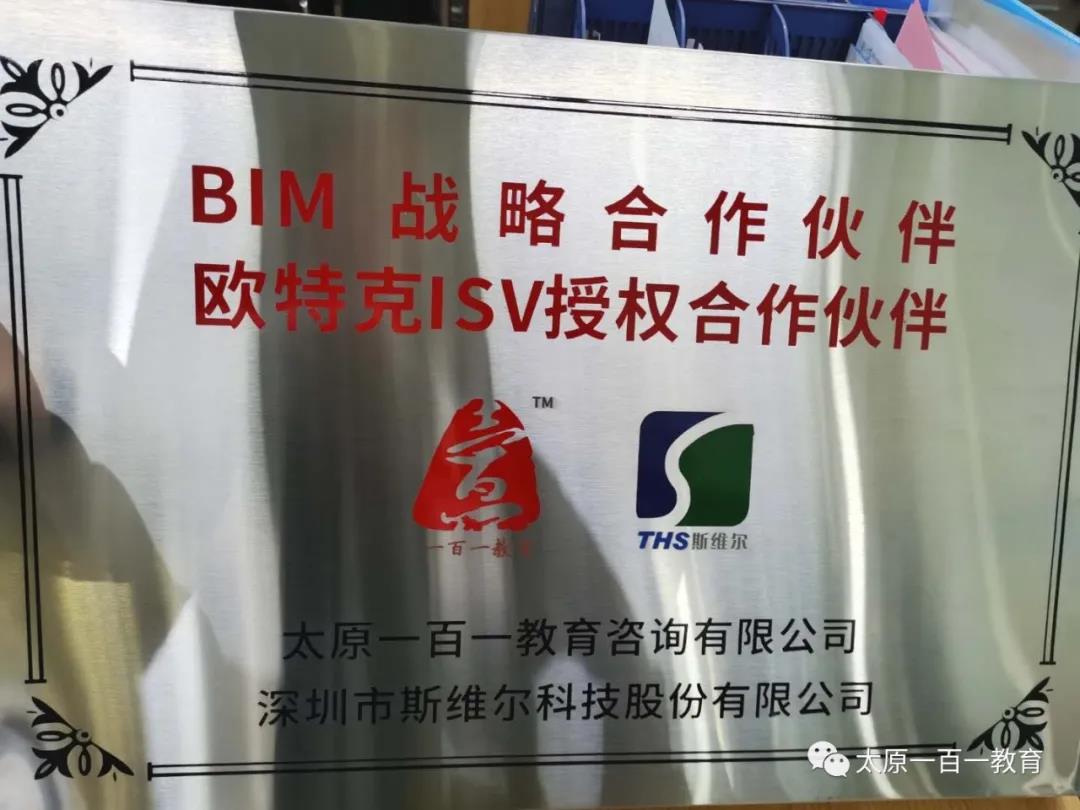 BIM 战略合作伙伴
欧特克ISV授权合作伙伴
TM
一百一教育
THS斯维尔
太原一百一教育咨询有限公司
深圳市斯维尔科技股份有限公司
太原一百一教育